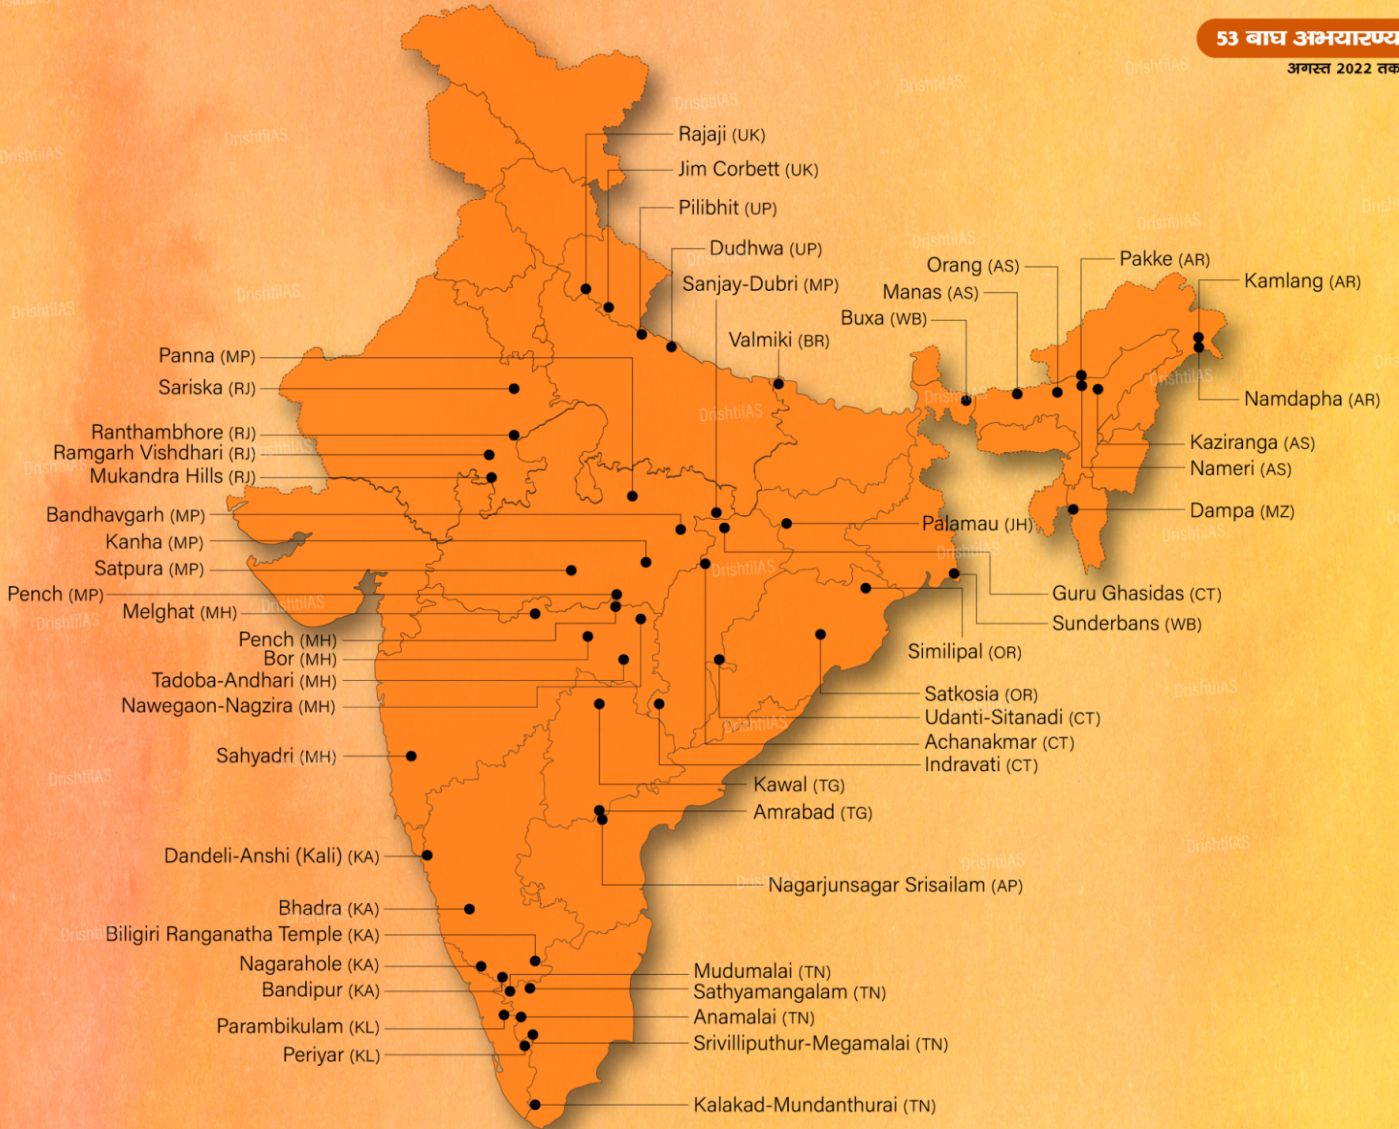 53 बाघ अभयारण्य
अगस्त 2022 तक
Rajaji (UK)
Jim Corbett (UK)
Pilibhit (UP)
Dudhwa (UP)
Sanjay-Dubri (MP)
Valmiki (BR)
Orang (AS)
Manas (AS)
Buxa (WB)
Pakke (AR)
Kamlang (AR)
Namdapha (AR)
Kaziranga (AS)
Nameri (AS)
Dampa (MZ)
Panna (MP)
Sariska (RJ)
Ranthambhore (RJ)
Ramgarh Vishdhari (RJ)
Mukandra Hills (RJ)
Bandhavgarh (MP)
Kanha (MP)
Satpura (MP)
Pench (MP)
Melghat (MH)
Pench (MH)
Bor (MH)
Tadoba-Andhari (MH)
Nawegaon-Nagzira (MH)
Sahyadri (MH)
Dandeli-Anshi (Kali) (KA)
Bhadra (KA)
Biligiri Ranganatha Temple (KA)
Nagarahole (KA)
Bandipur (KA)
Parambikulam (KL)
Periyar (KL)
Palamau (JH)
Guru Ghasidas (CT)
Sunderbans (WB)
Similipal (OR)
Satkosia (OR)
Udanti-Sitanadi (CT)
Achanakmar (CT)
Indravati (CT)
Kawal (TG)
Amrabad (TG)
Nagarjunsagar Srisailam (AP)
Mudumalai (TN)
Sathyamangalam (TN)
Anamalai (TN)
Srivilliputhur-Megamalai (TN)
Kalakad-Mundanthurai (TN)
DrishtiIAS